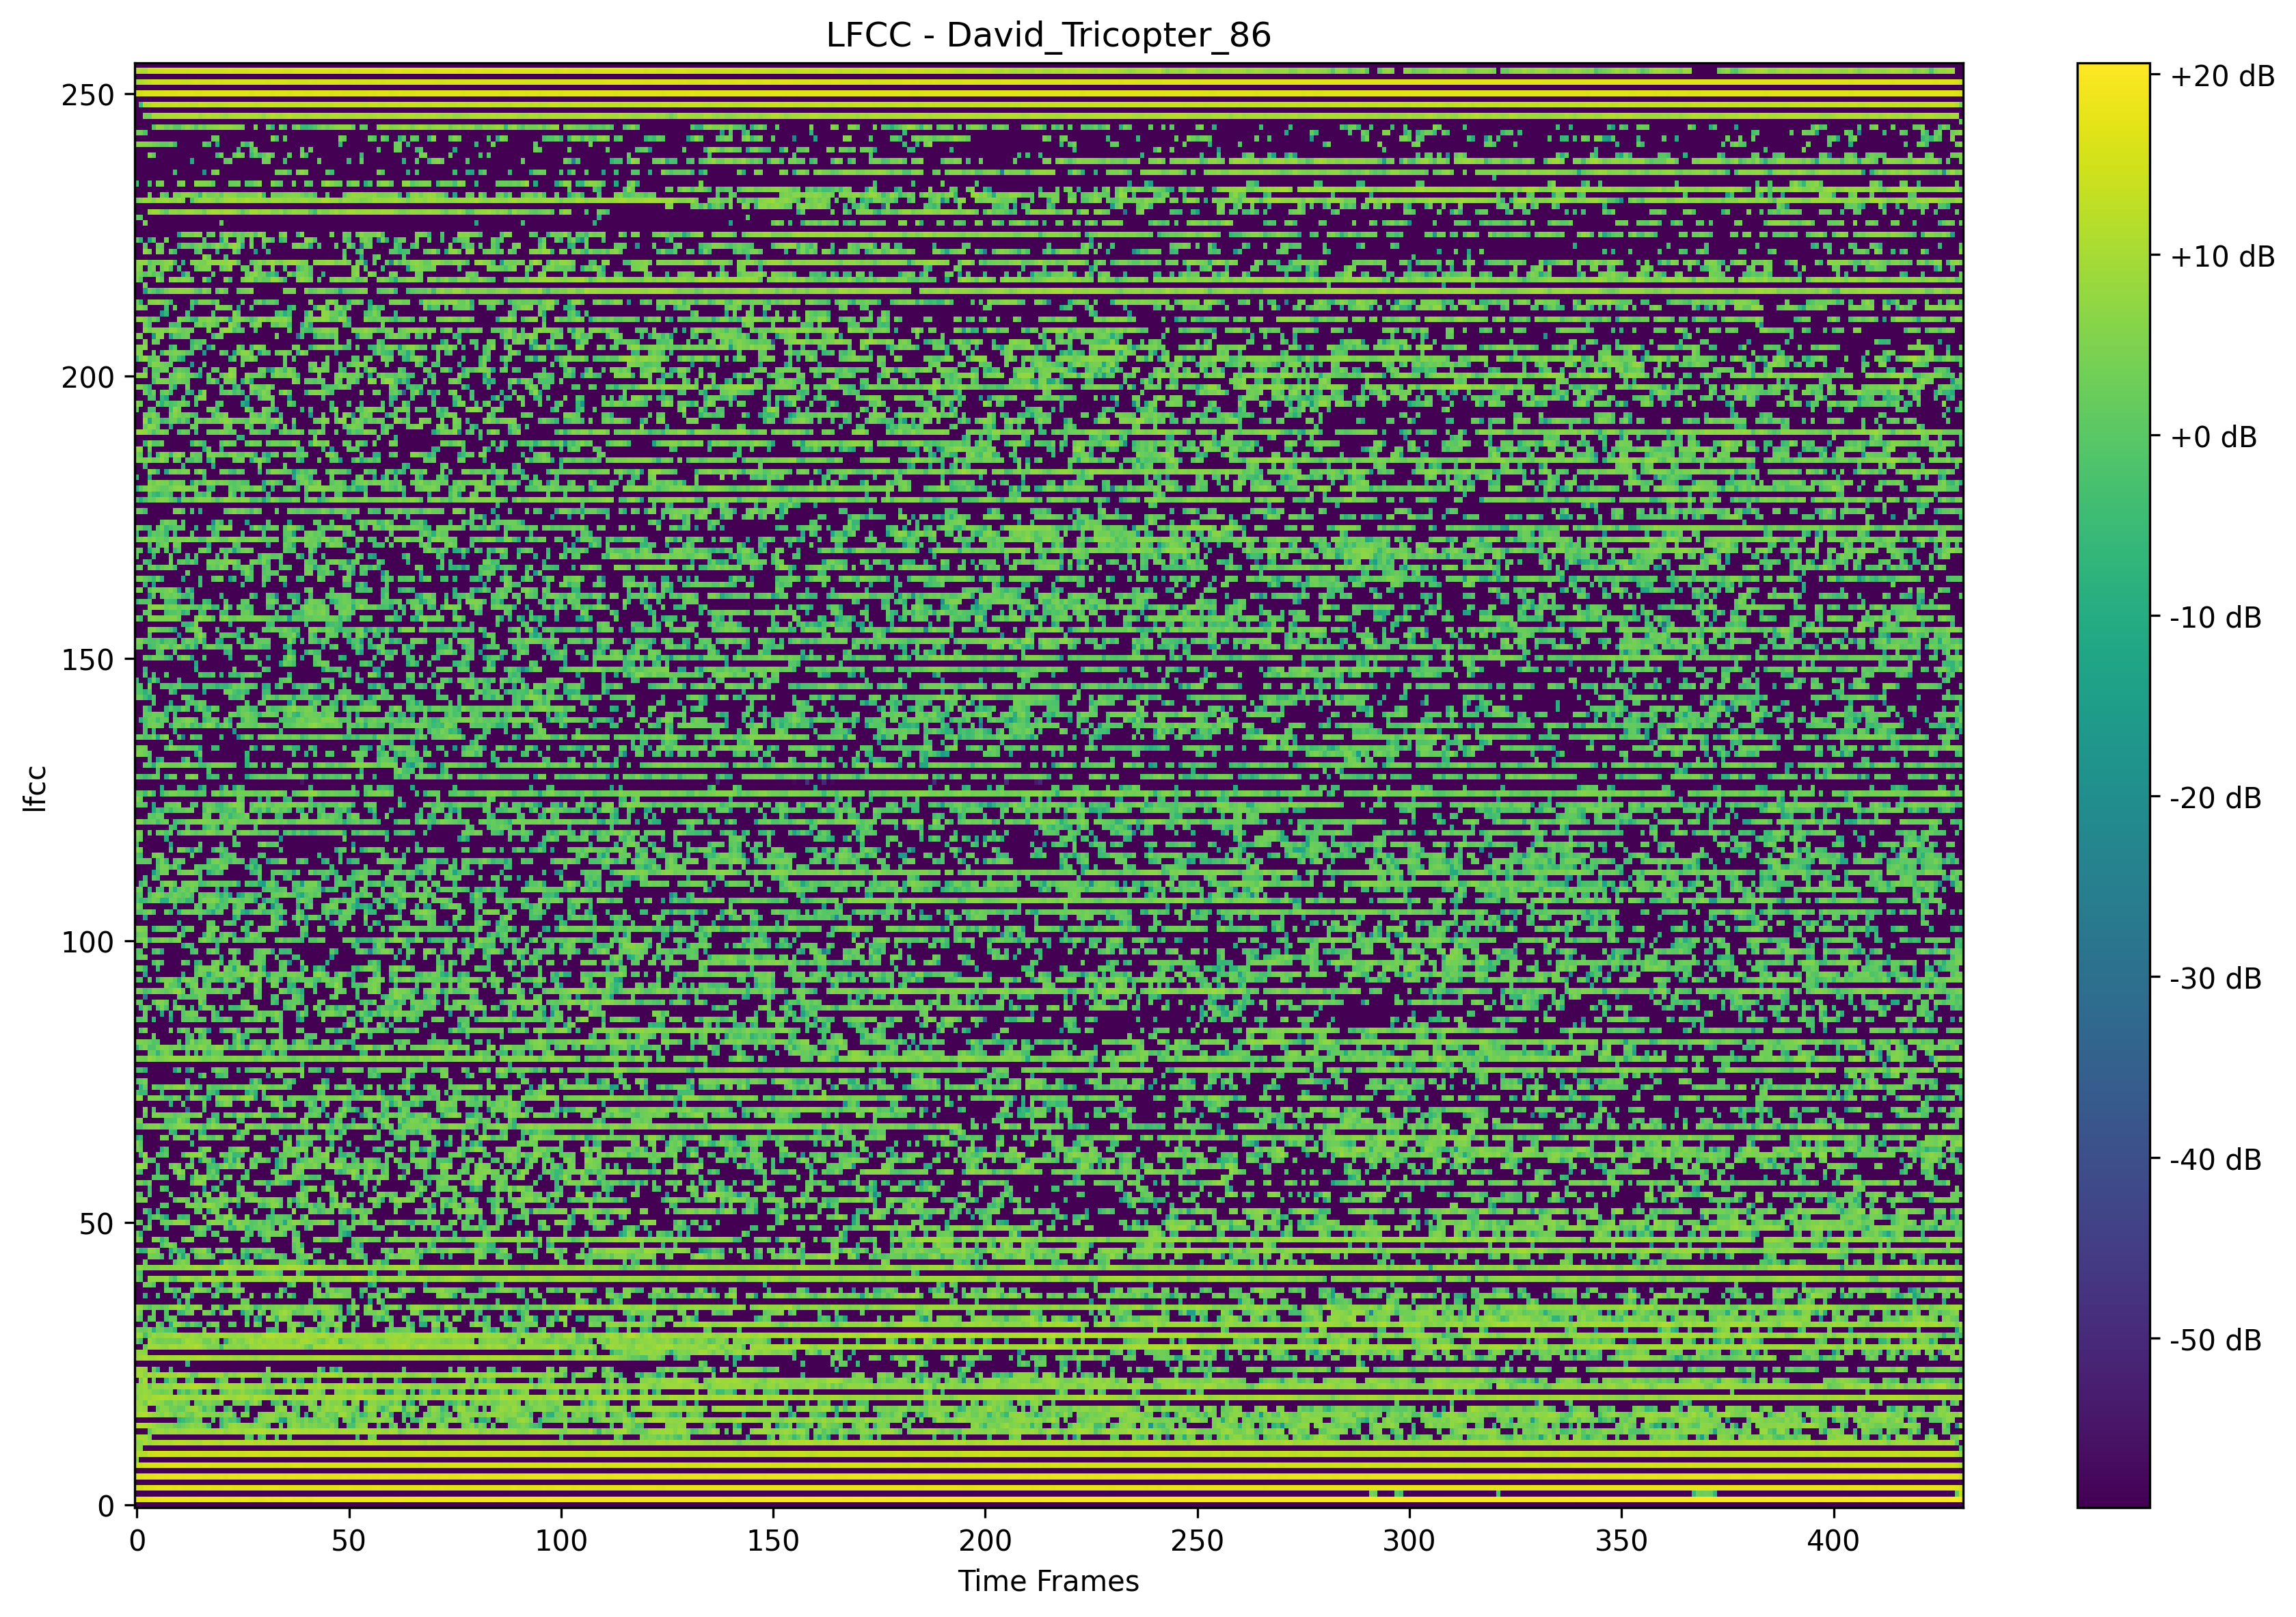 LFCC - David_Tricopter_86
lfcc
250
200
150
100
50
0
0 50 100 150 200 250 300 350 400
Time Frames
+20 dB
+10 dB
+0 dB
-10 dB
-20 dB
-30 dB
-40 dB
-50 dB